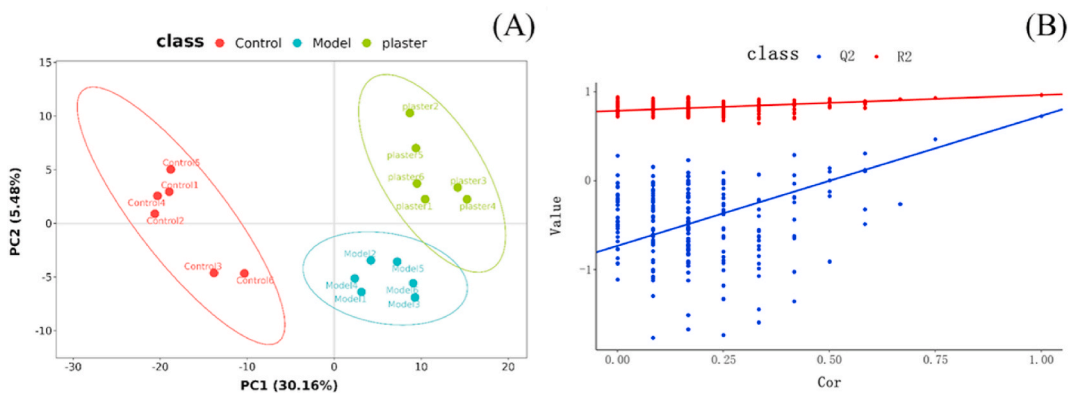 (A)
class Control Model plaster
15
10
5
0
-5
-10
-30
-20
-10
0
10
20
PC2 (5.48%)
PC1 (30.16%)
Control5
Control1
Control4
Control2
Control3
Control6
Model2
Model5
Model4
Model6
Model1
Model3
plaster2
plaster5
plaster6
plaster3
plaster1
plaster4
(B)
class Q2 R2
1
0
-1
Value
0.00
0.25
0.50
0.75
1.00
Cor